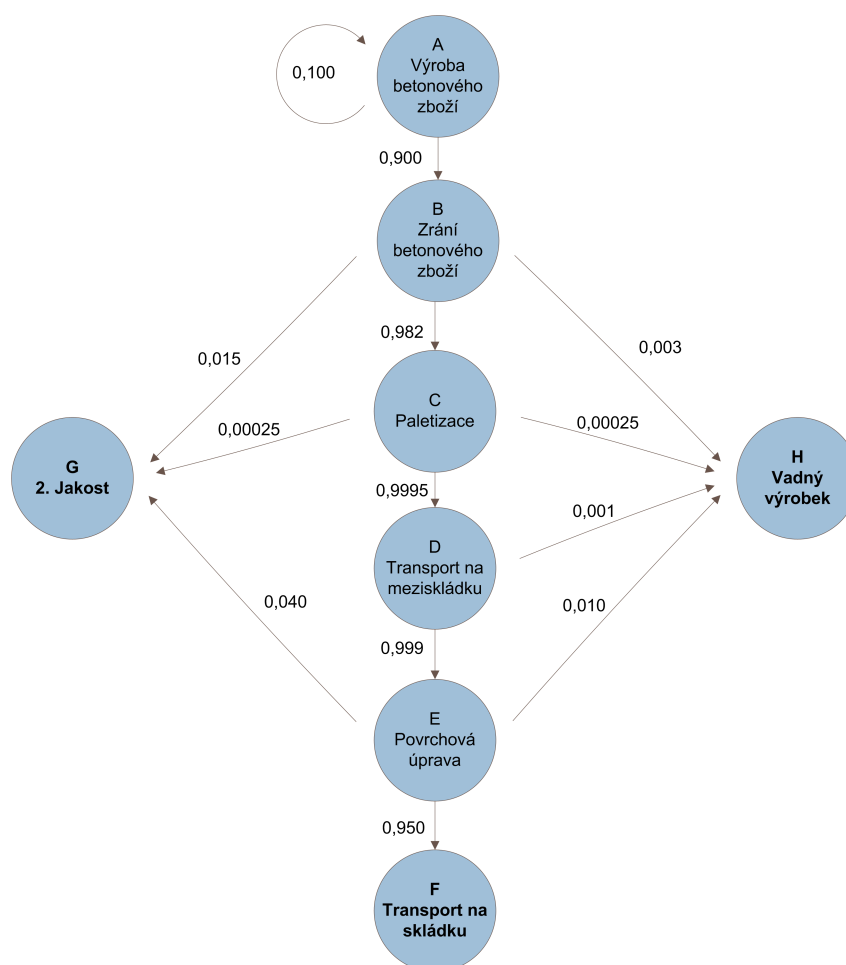 A
Výroba
betonového
zboží
0,100
0,900
B
Zrání
betonového
zboží
0,982
0,015
0,003
C
Paletizace
0,00025
0,00025
G
2. Jakost
H
Vadný
výrobek
0,9995
0,001
D
Transport na
meziskládku
0,040
0,010
0,999
E
Povrchová
úprava
0,950
F
Transport na
skládku